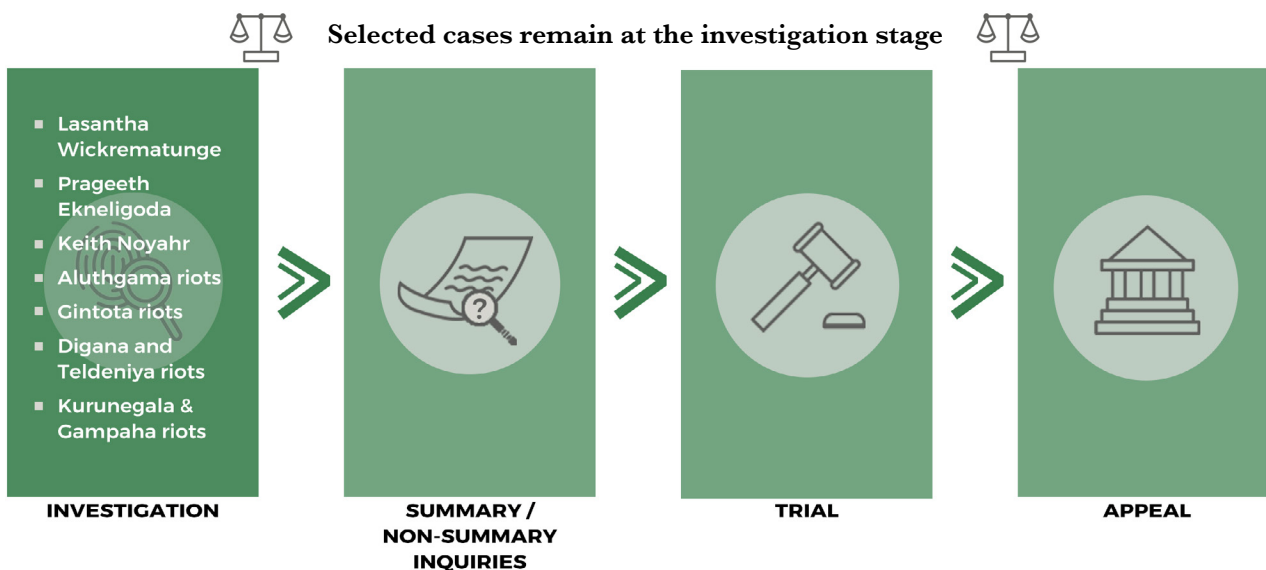 Selected cases remain at the investigation stage
Lasantha
Wickrematunge
Prageeth
Ekneligoda
Keith Noyahr
Aluthgama riots
Gintota riots
Digana and
Teldeniya riots
Kurunegala &
Gampaha riots
INVESTIGATION
?
SUMMARY /
NON-SUMMARY
INQUIRIES
TRIAL
APPEAL